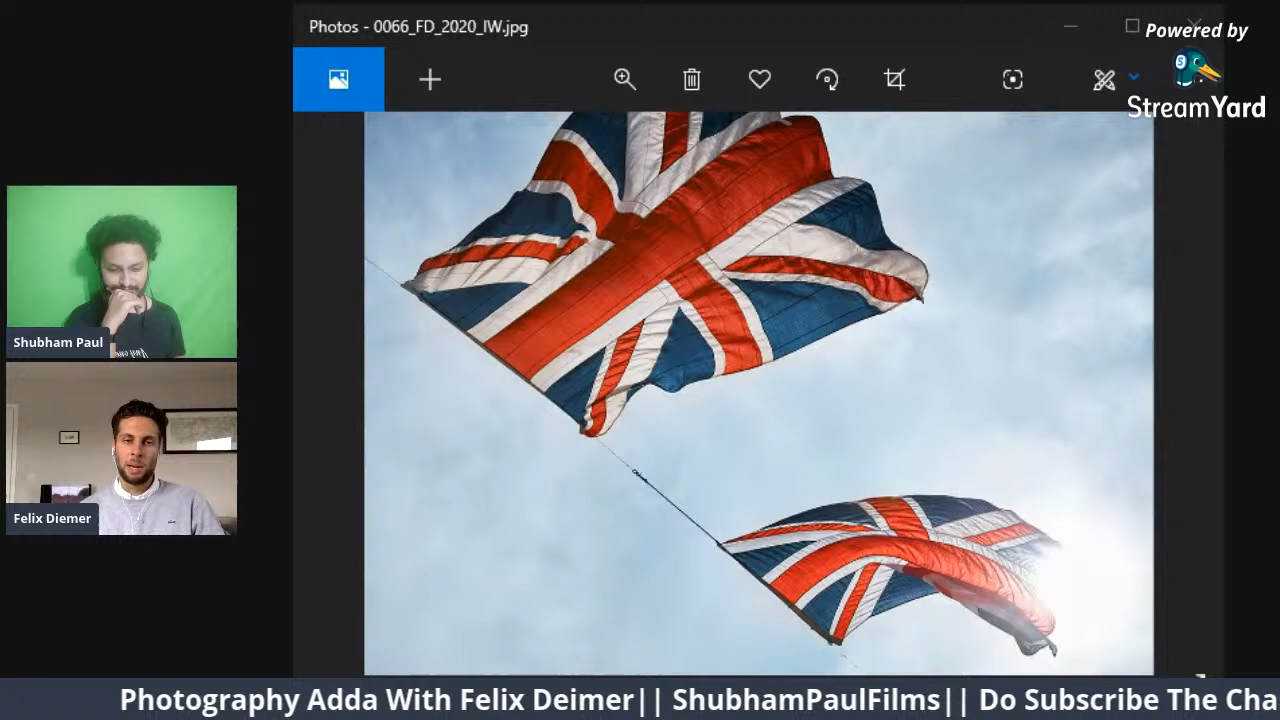 Photos - 0066_FD_2020_IW.jpg
Powered by
StreamYard
Shubham Paul
Felix Diemer
Photography Adda With Felix Deimer|| ShubhamPaulFilms|| Do Subscribe The Cha